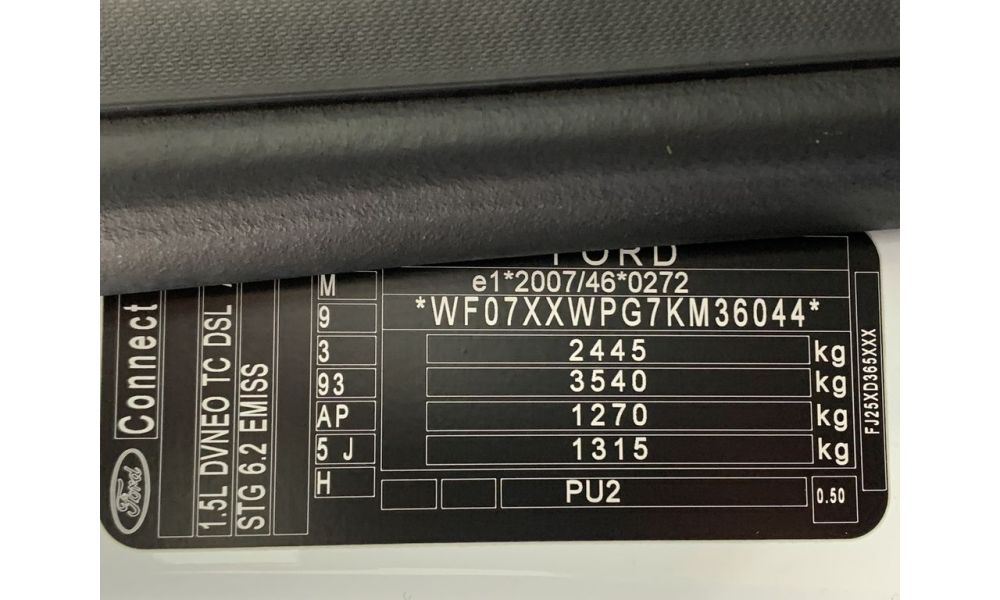 FORD
e1*2007/46*0272
*WF07XXWPG7KM36044*
2445 kg
3540 kg
1270 kg
1315 kg
PU2
0.50
M
9
3
93
AP
5 J
H
Connect
Ford
1.5L DVNEO TC DSL
STG 6.2 EMISS
FJ25XD365XXX